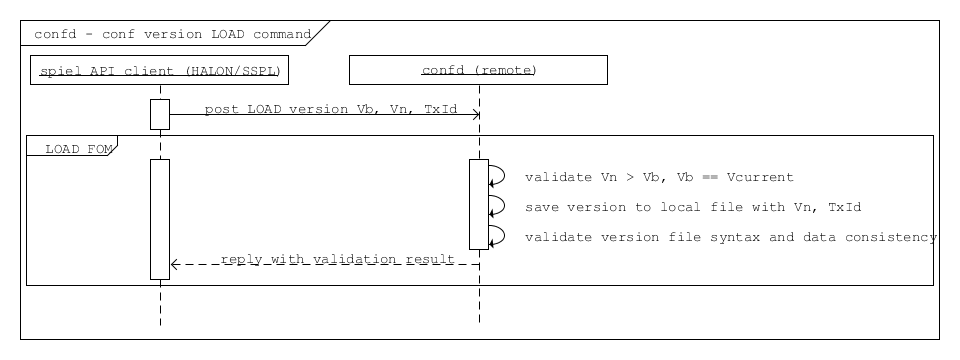 confd - conf version LOAD command
spiel API client (HALON/SSPL)
confd (remote)
post LOAD version Vb, Vn, TxId
LOAD FOM
validate Vn > Vb, Vb == Vcurrent
save version to local file with Vn, TxId
validate version file syntax and data consistency
reply with validation result